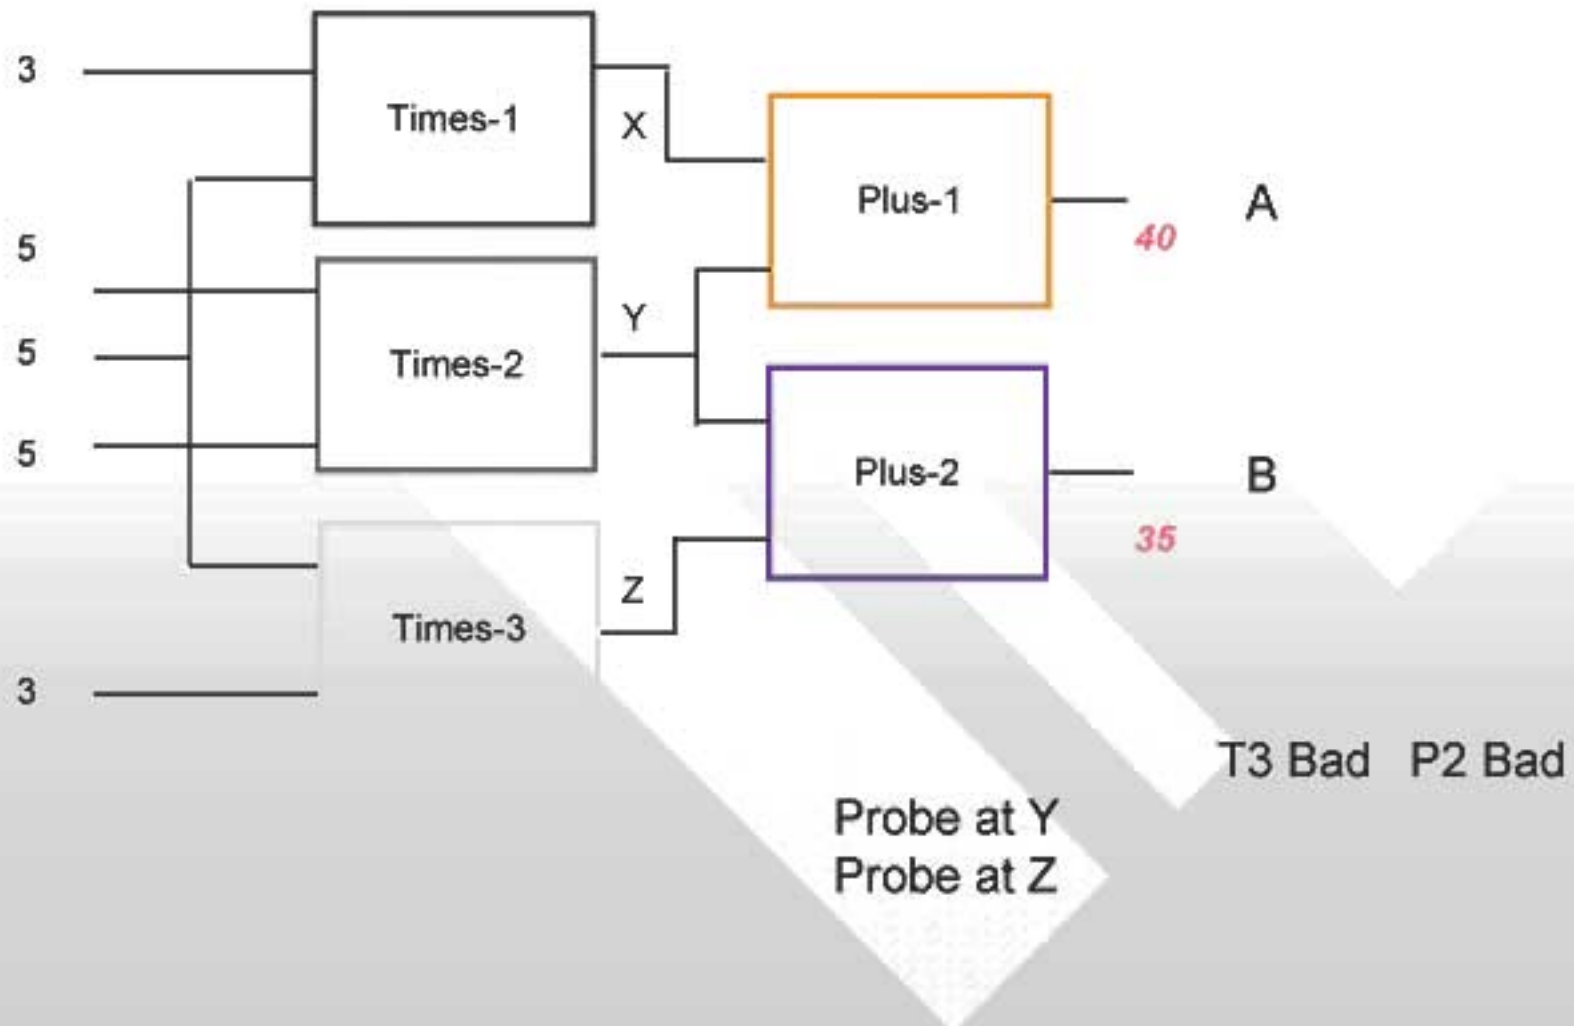 3
Times-1
X
Plus-1
A
40
5
5
5
Times-2
Y
Plus-2
B
35
Times-3
Z
3
T3 Bad P2 Bad
Probe at Y
Probe at Z